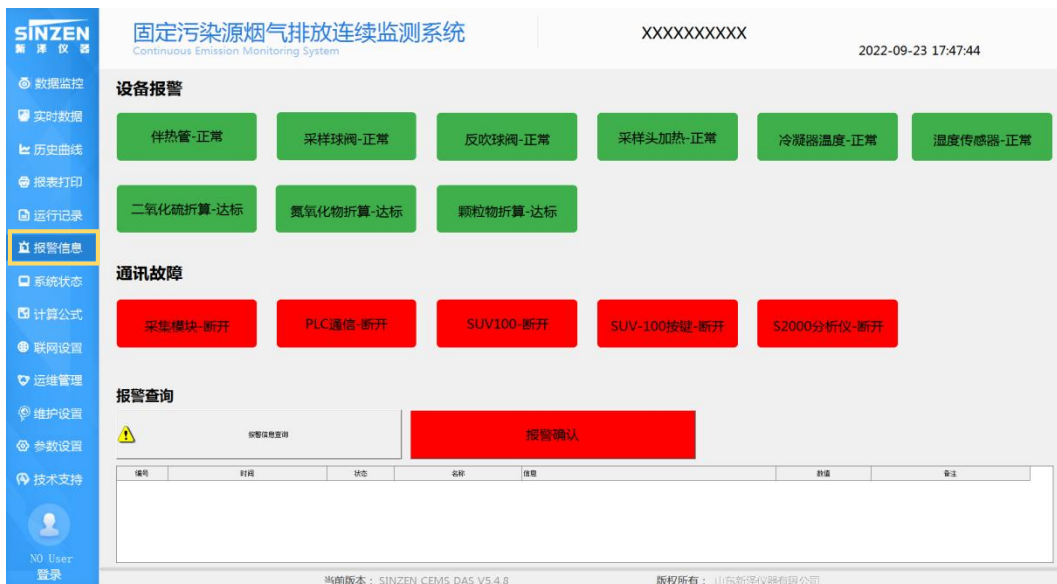 SINZEN
新泽仪器
固定污染源烟气排放连续监测系统
Continuous Emission Monitoring System
XXXXXXXXXX
2022-09-23 17:47:44
数据监控
实时数据
历史曲线
报表打印
运行记录
报警信息
系统状态
计算公式
联网设置
运维管理
维护设置
参数设置
技术支持
NO User
登录
设备报警
伴热管-正常
采样球阀-正常
反吹球阀-正常
采样头加热-正常
冷凝器温度-正常
湿度传感器-正常
二氧化硫折算-达标
氮氧化物折算-达标
颗粒物折算-达标
通讯故障
采集模块-断开
PLC通信-断开
SUV100-断开
SUV-100按键-断开
S2000分析仪-断开
报警查询
报警信息查询
报警确认
编号 时间 状态 名称 信息 数值 备注
当前版本： SINZEN CEMS DAS V5.4.8
版权所有： 山东新泽仪器有限公司